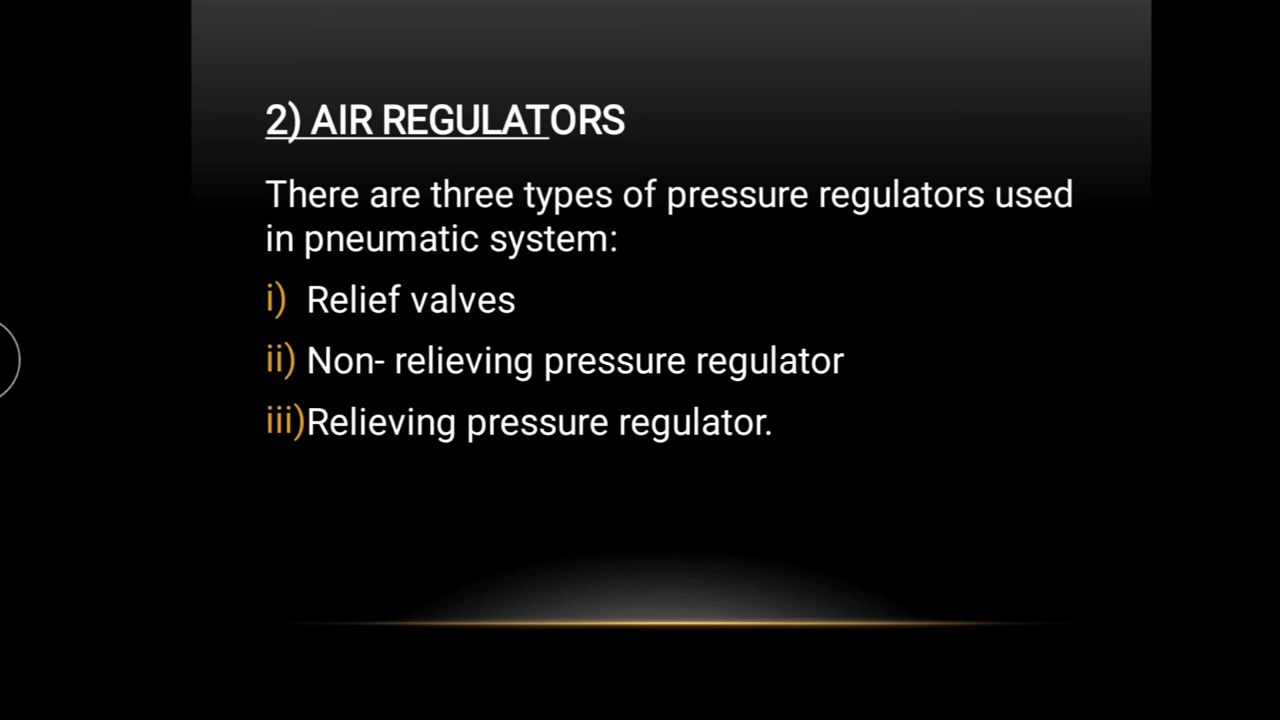 2) AIR REGULATORS
There are three types of pressure regulators used
in pneumatic system:
i) Relief valves
ii) Non- relieving pressure regulator
iii)Relieving pressure regulator.